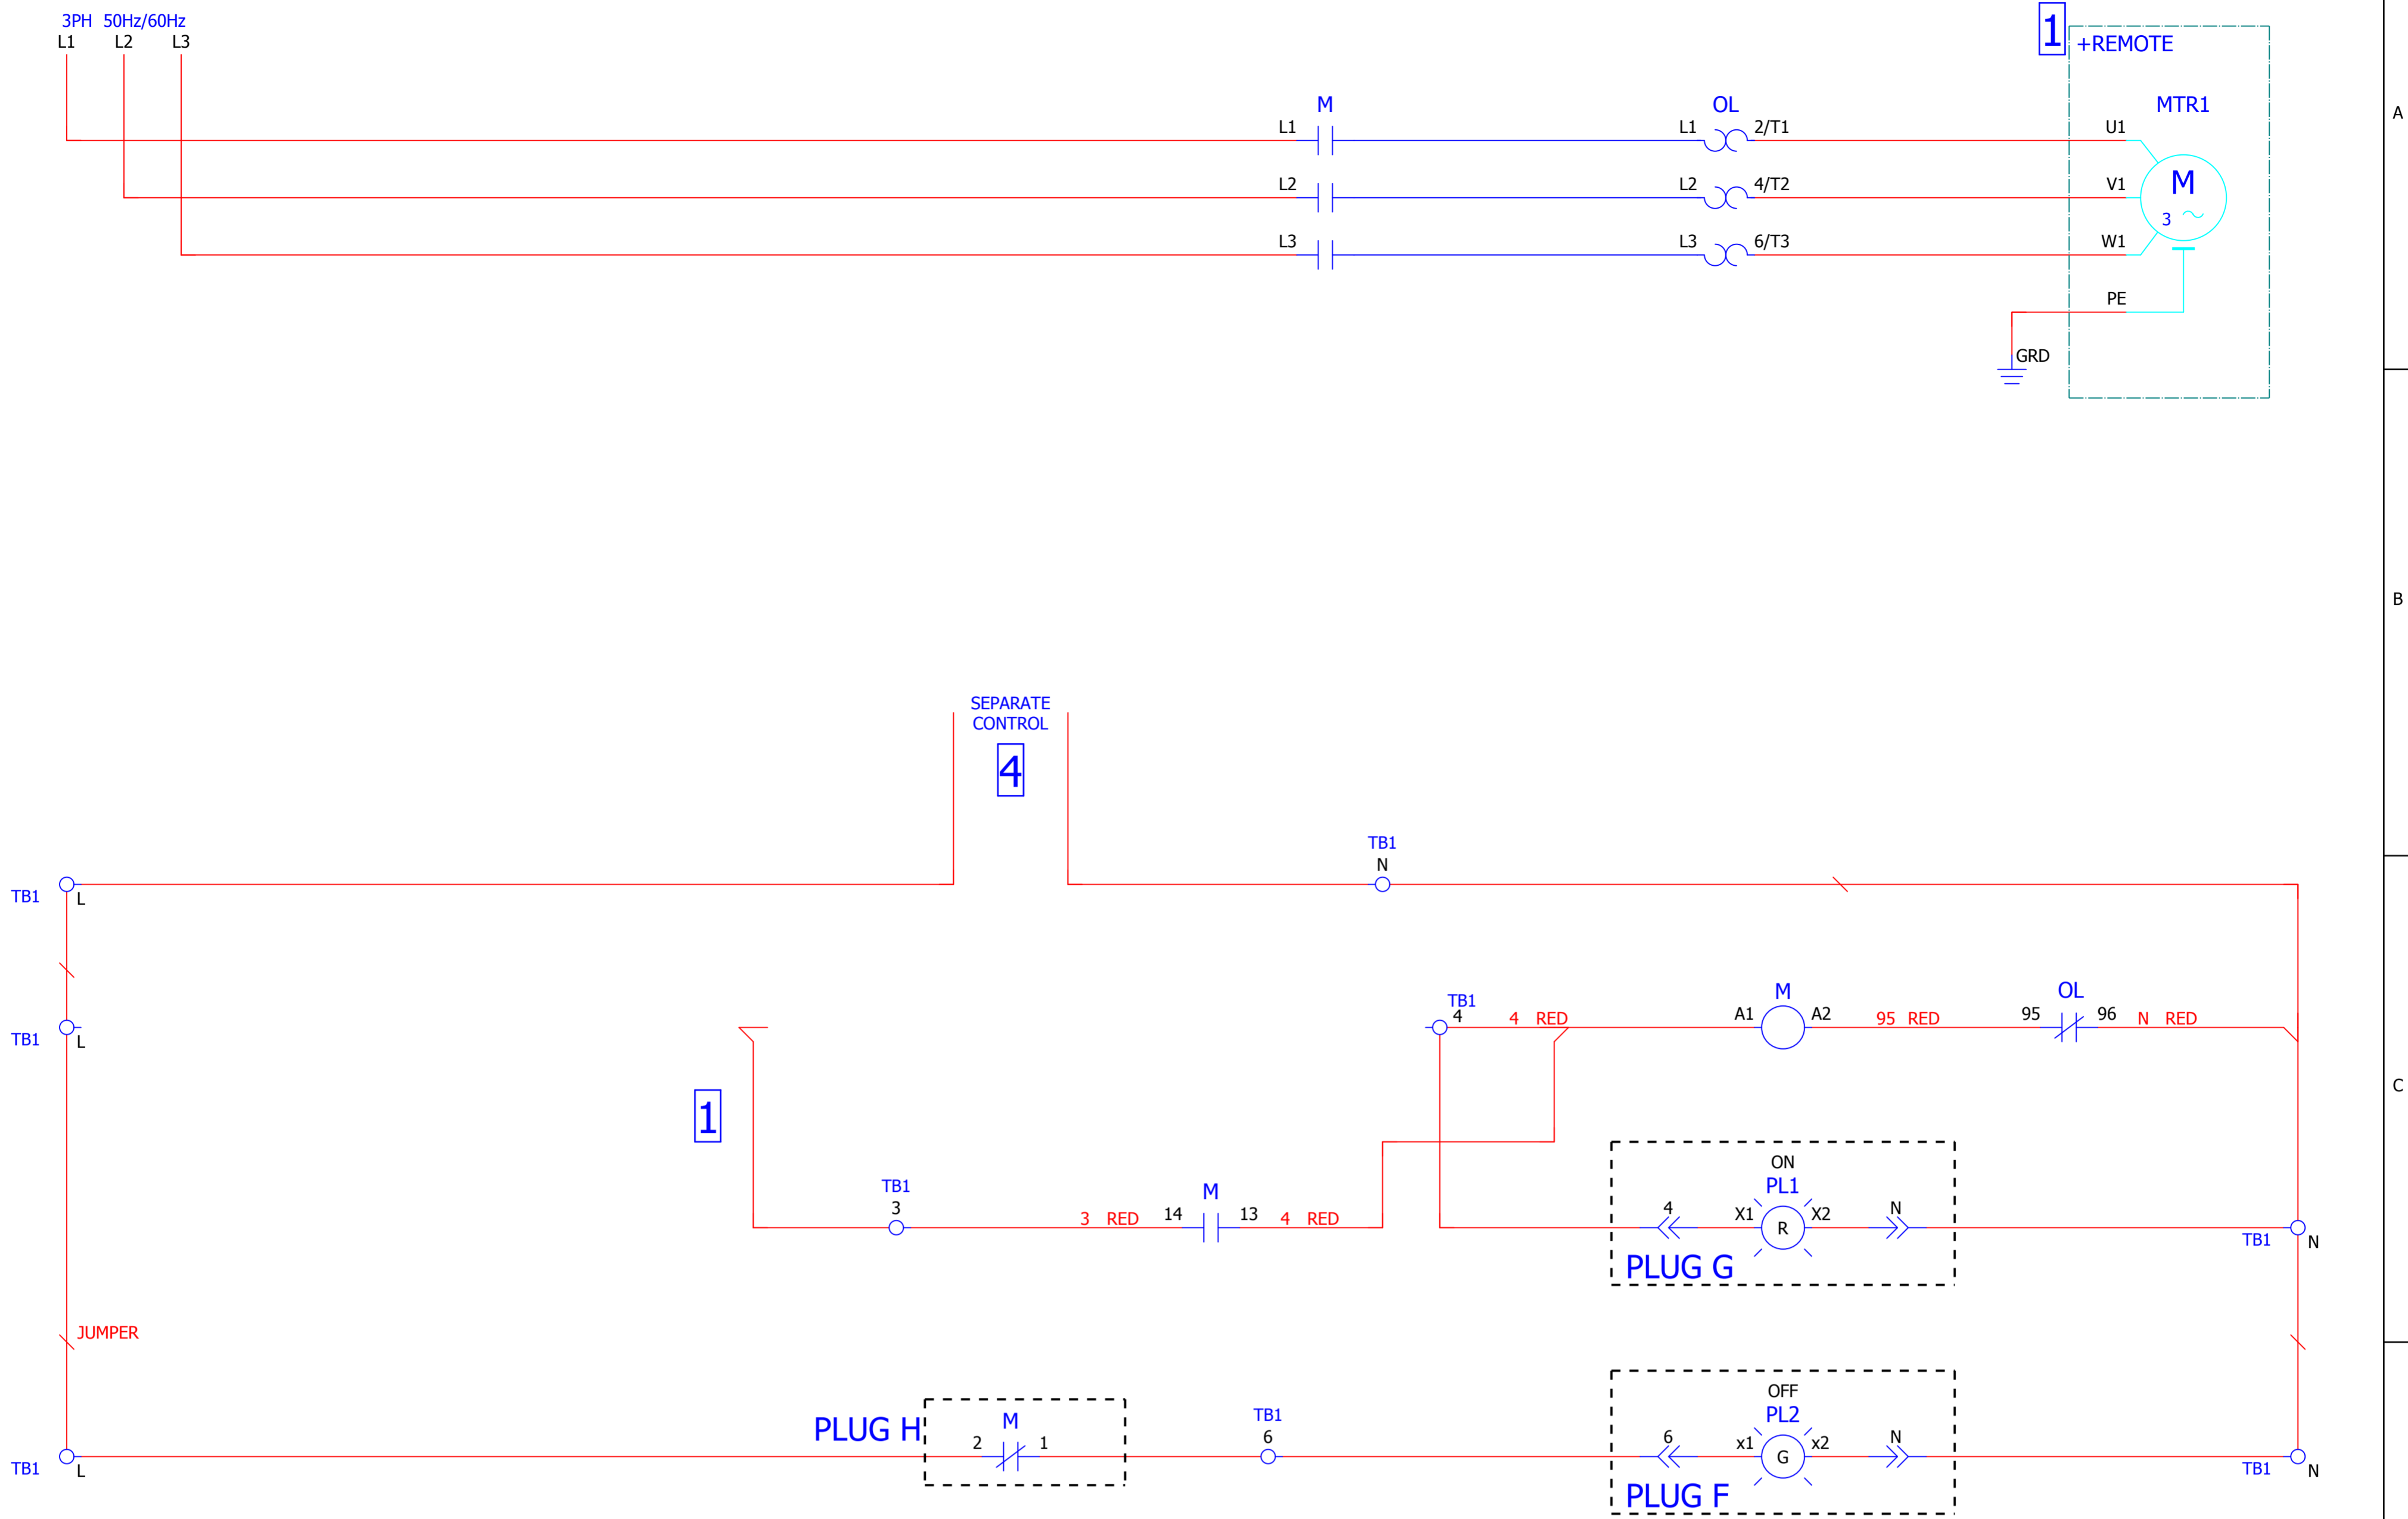 3PH 50Hz/60Hz
L1 L2 L3
1
+REMOTE
A
M OL MTR1
L1 L1 2/T1 U1
L2 L2 4/T2 V1
M
3
L3 L3 6/T3 W1
PE
GRD
B
SEPARATE
CONTROL
4
TB1
N
TB1 L
TB1
4
4 RED
M
A1 A2
95 RED
OL
95 96
N RED
TB1 L
C
1
ON
PL1
TB1
3
3 RED
M
14 13
4 RED
4
X1 R X2
N
TB1 N
PLUG G
JUMPER
OFF
PL2
PLUG H
M
2 1
TB1
6
6
x1 G x2
N
TB1 L
TB1 N
PLUG F